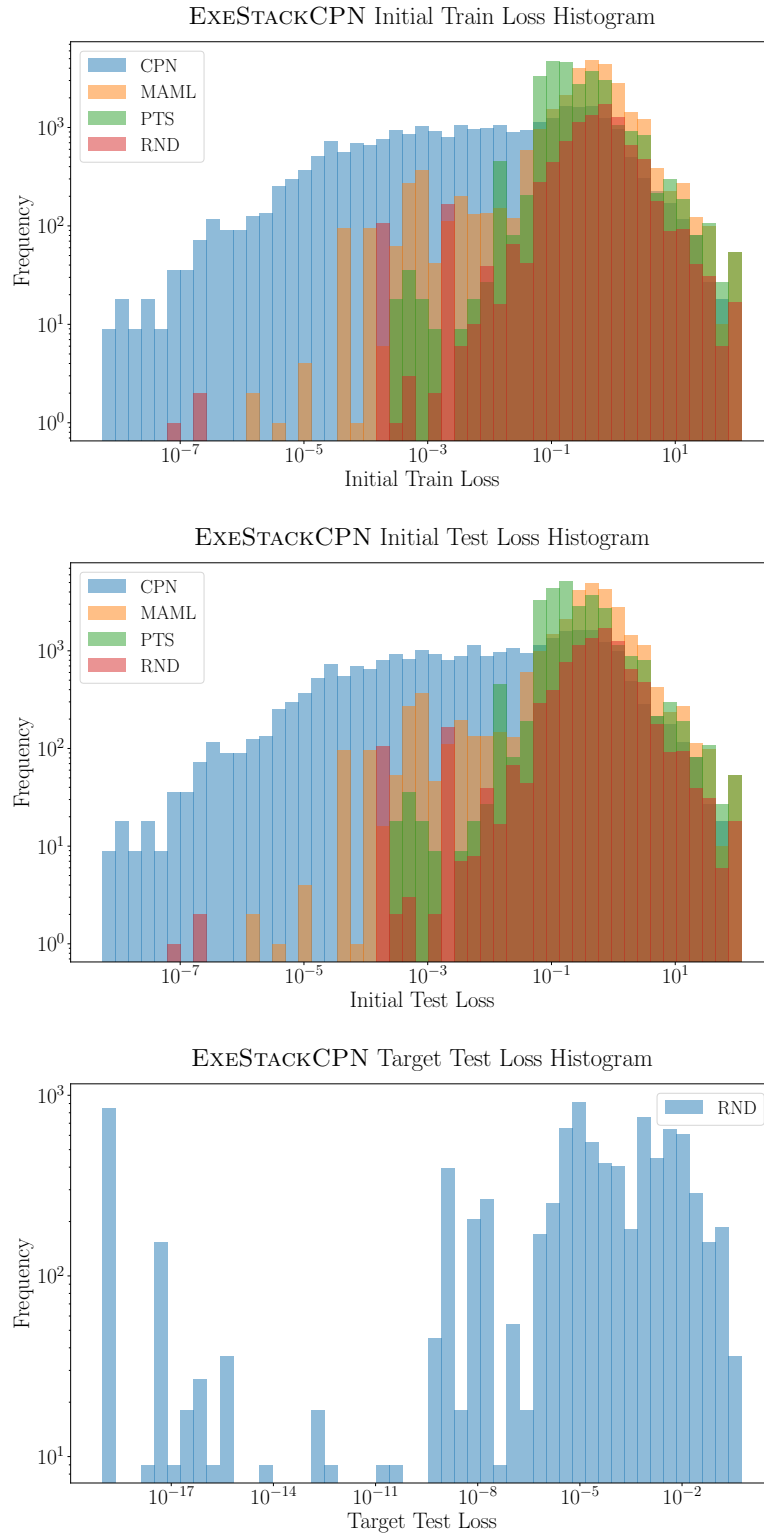 EXESTACKCPN Initial Train Loss Histogram
CPN
MAML
PTS
RND
Frequency
10^3
10^2
10^1
10^0
10^−7
10^−5
10^−3
10^−1
10^1
Initial Train Loss
EXESTACKCPN Initial Test Loss Histogram
CPN
MAML
PTS
RND
Frequency
10^3
10^2
10^1
10^0
10^−7
10^−5
10^−3
10^−1
10^1
Initial Test Loss
EXESTACKCPN Target Test Loss Histogram
RND
Frequency
10^3
10^2
10^1
10^−17
10^−14
10^−11
10^−8
10^−5
10^−2
Target Test Loss